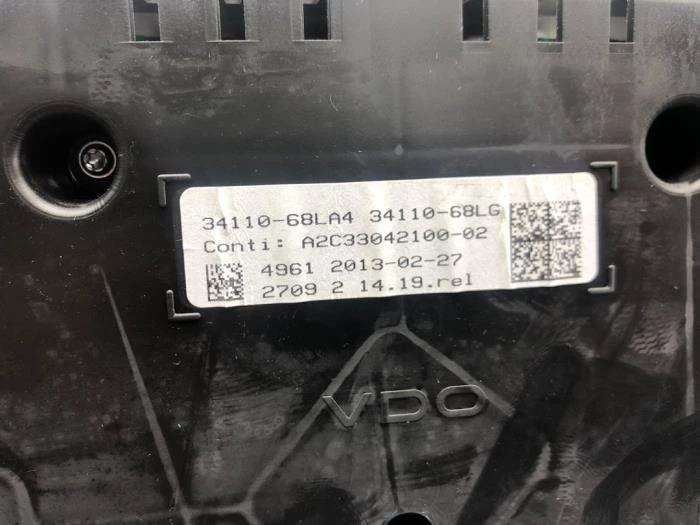 34110-68LA4 34110-68LG
Conti: A2C33042100-02
4961 2013-02-27
2709 2 14.19.rel
VDO